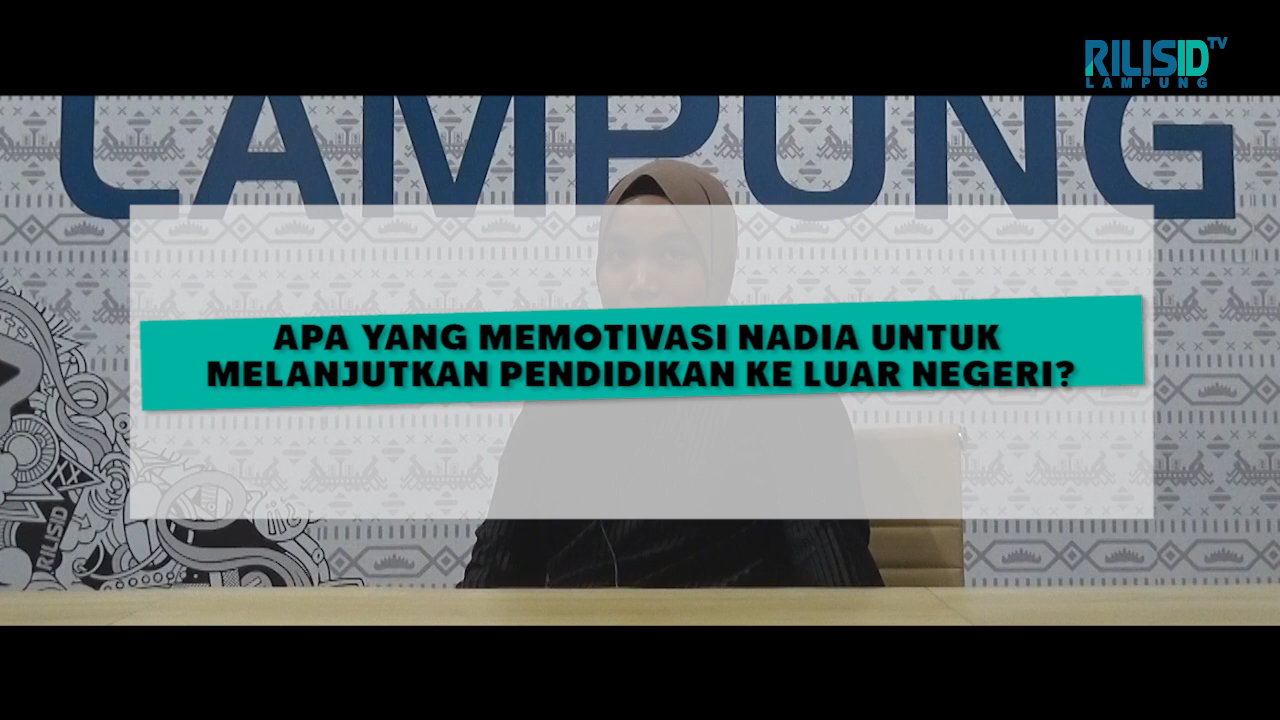 RILISID TV
LAMPUNG
LAMPUNG
APA YANG MEMOTIVASI NADIA UNTUK
MELANJUTKAN PENDIDIKAN KE LUAR NEGERI?
RILISID